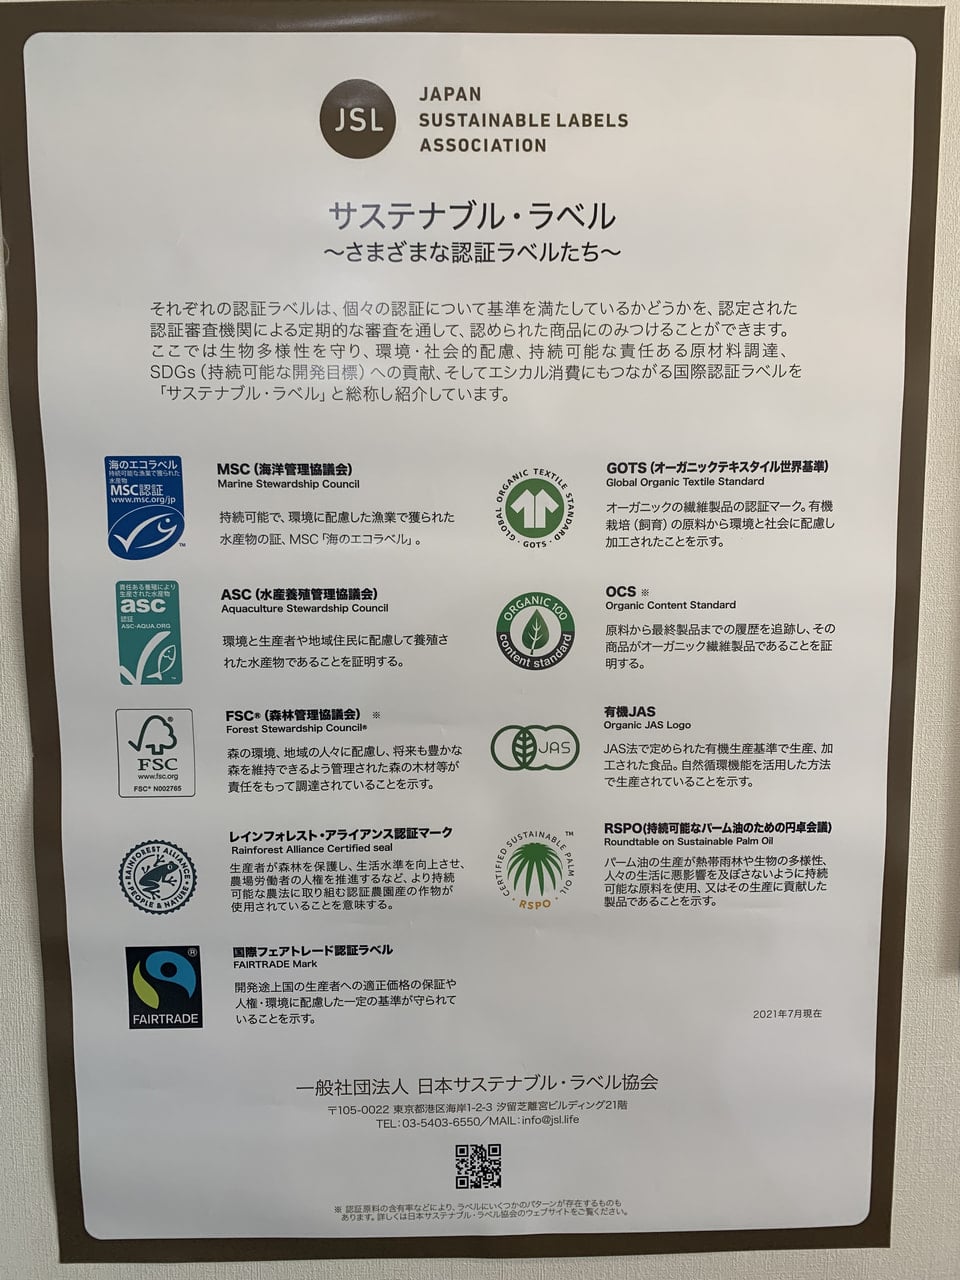 JSL
JAPAN
SUSTAINABLE LABELS
ASSOCIATION
サステナブル・ラベル
〜さまざまな認証ラベルたち〜
それぞれの認証ラベルは、個々の認証について基準を満たしているかどうかを、認定された
認証審査機関による定期的な審査を通して、認められた商品にのみつけることができます。
ここでは生物多様性を守り、環境・社会的配慮、持続可能な責任ある原材料調達、
SDGs(持続可能な開発目標)への貢献、そしてエシカル消費にもつながる国際認証ラベルを
「サステナブル・ラベル」と総称し紹介しています。
海のエコラベル
持続可能な漁業で獲られた
水産物
MSC認証
www.msc.org/jp
TM
MSC(海洋管理協議会)
Marine Stewardship Council
持続可能で、環境に配慮した漁業で獲られた
水産物の証、MSC「海のエコラベル」。
責任ある養殖により
生産された水産物
asc
認証
ASC-AQUA.ORG
ASC(水産養殖管理協議会)
Aquaculture Stewardship Council
環境と生産者や地域住民に配慮して養殖さ
れた水産物であることを証明する。
®
FSC
www.fsc.org
FSC® N002765
FSC®(森林管理協議会) ※
Forest Stewardship Council®
森の環境、地域の人々に配慮し、将来も豊かな
森を維持できるよう管理された森の木材等が
責任をもって調達されていることを示す。
RAINFOREST ALLIANCE
PEOPLE & NATURE
レインフォレスト・アライアンス認証マーク
Rainforest Alliance Certified seal
生産者が森林を保護し、生活水準を向上させ、
農場労働者の人権を推進するなど、より持続
可能な農法に取り組む認証農園産の作物が
使用されていることを意味する。
®
FAIRTRADE
国際フェアトレード認証ラベル
FAIRTRADE Mark
開発途上国の生産者への適正価格の保証や
人権・環境に配慮した一定の基準が守られて
いることを示す。
GLOBAL ORGANIC TEXTILE STANDARD
· GOTS ·
GOTS(オーガニックテキスタイル世界基準)
Global Organic Textile Standard
オーガニックの繊維製品の認証マーク。有機
栽培(飼育)の原料から環境と社会に配慮し
加工されたことを示す。
ORGANIC 100
content standard
OCS ※
Organic Content Standard
原料から最終製品までの履歴を追跡し、その
商品がオーガニック繊維製品であることを証
明する。
JAS
有機JAS
Organic JAS Logo
JAS法で定められた有機生産基準で生産、加
工された食品。自然循環機能を活用した方法
で生産されていることを示す。
CERTIFIED SUSTAINABLE PALM OIL
TM
· RSPO ·
RSPO(持続可能なパーム油のための円卓会議)
Roundtable on Sustainable Palm Oil
パーム油の生産が熱帯雨林や生物の多様性、
人々の生活に悪影響を及ぼさないように持続
可能な原料を使用、又はその生産に貢献した
製品であることを示す。
2021年7月現在
一般社団法人 日本サステナブル・ラベル協会
〒105-0022 東京都港区海岸1-2-3 汐留芝離宮ビルディング21階
TEL:03-5403-6550/MAIL:info@jsl.life
※ 認証原料の含有率などにより、ラベルにいくつかのパターンが存在するものも
あります。詳しくは日本サステナブル・ラベル協会のウェブサイトをご覧ください。